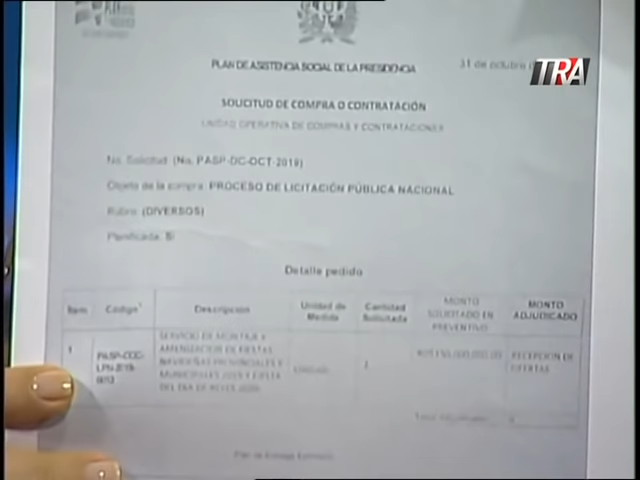 TRA
PLAN DE ASISTENCIA SOCIAL DE LA PRESIDENCIA
31 de octubre
SOLICITUD DE COMPRA O CONTRATACIÓN
UNIDAD OPERATIVA DE COMPRAS Y CONTRATACIONES
No. Solicitud: (No. PASP-DC-OCT-2019)
Objeto de la compra: PROCESO DE LICITACIÓN PÚBLICA NACIONAL
Rubro: (DIVERSOS)
Planificada: Si
Detalle pedido
Item
Código
Descripción
Unidad de
Medida
Cantidad
Solicitada
MONTO
SOLICITADO EN
PREVENTIVO
MONTO
ADJUDICADO
1
PASP-CCC-
LPN-2019-
SERVICIO DE MONTAJE Y
AMENIZACIÓN DE FIESTAS
NAVIDEÑAS PROVINCIALES Y
MUNICIPALES 2019 Y FIESTA
DEL DIA DE REYES 2020
UNIDAD
1
RECEPCION DE
OFERTAS